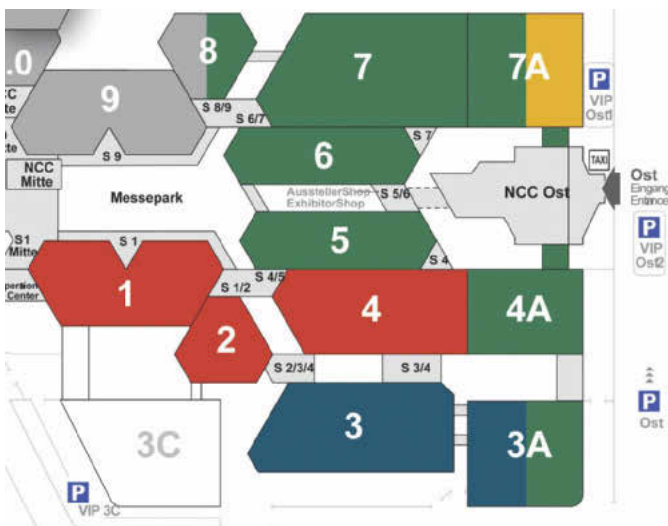 8
7
7A
.0
9
P
VIP
Ost1
S 8/9
S 6/7
S 7
6
S 9
NCC
Mitte
Messepark
AusstellerShop
ExhibitorShop
S 5/6
NCC Ost
TAXI
Ost
Eingang
Entrance
P
VIP
Ost2
S1
Mitte
S 1
5
S 4
S 4/5
S 1/2
1
4
4A
2
S 2/3/4
S 3/4
P
Ost
3C
3
3A
P
VIP 3C